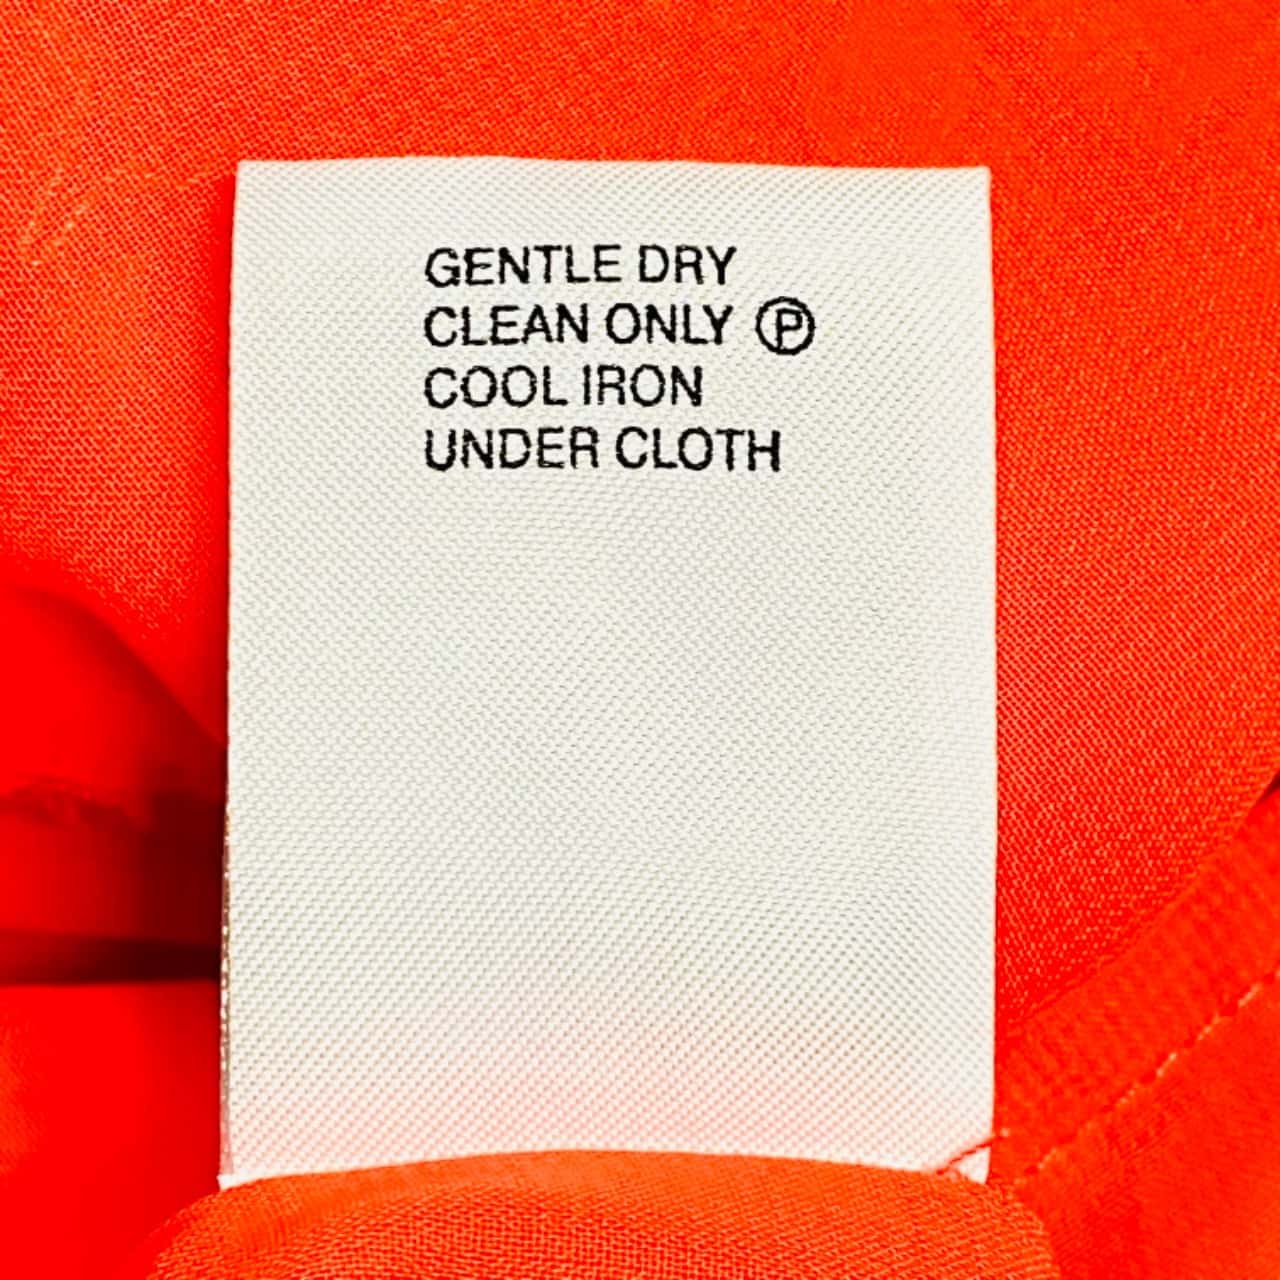 GENTLE DRY
CLEAN ONLY Ⓟ
COOL IRON
UNDER CLOTH